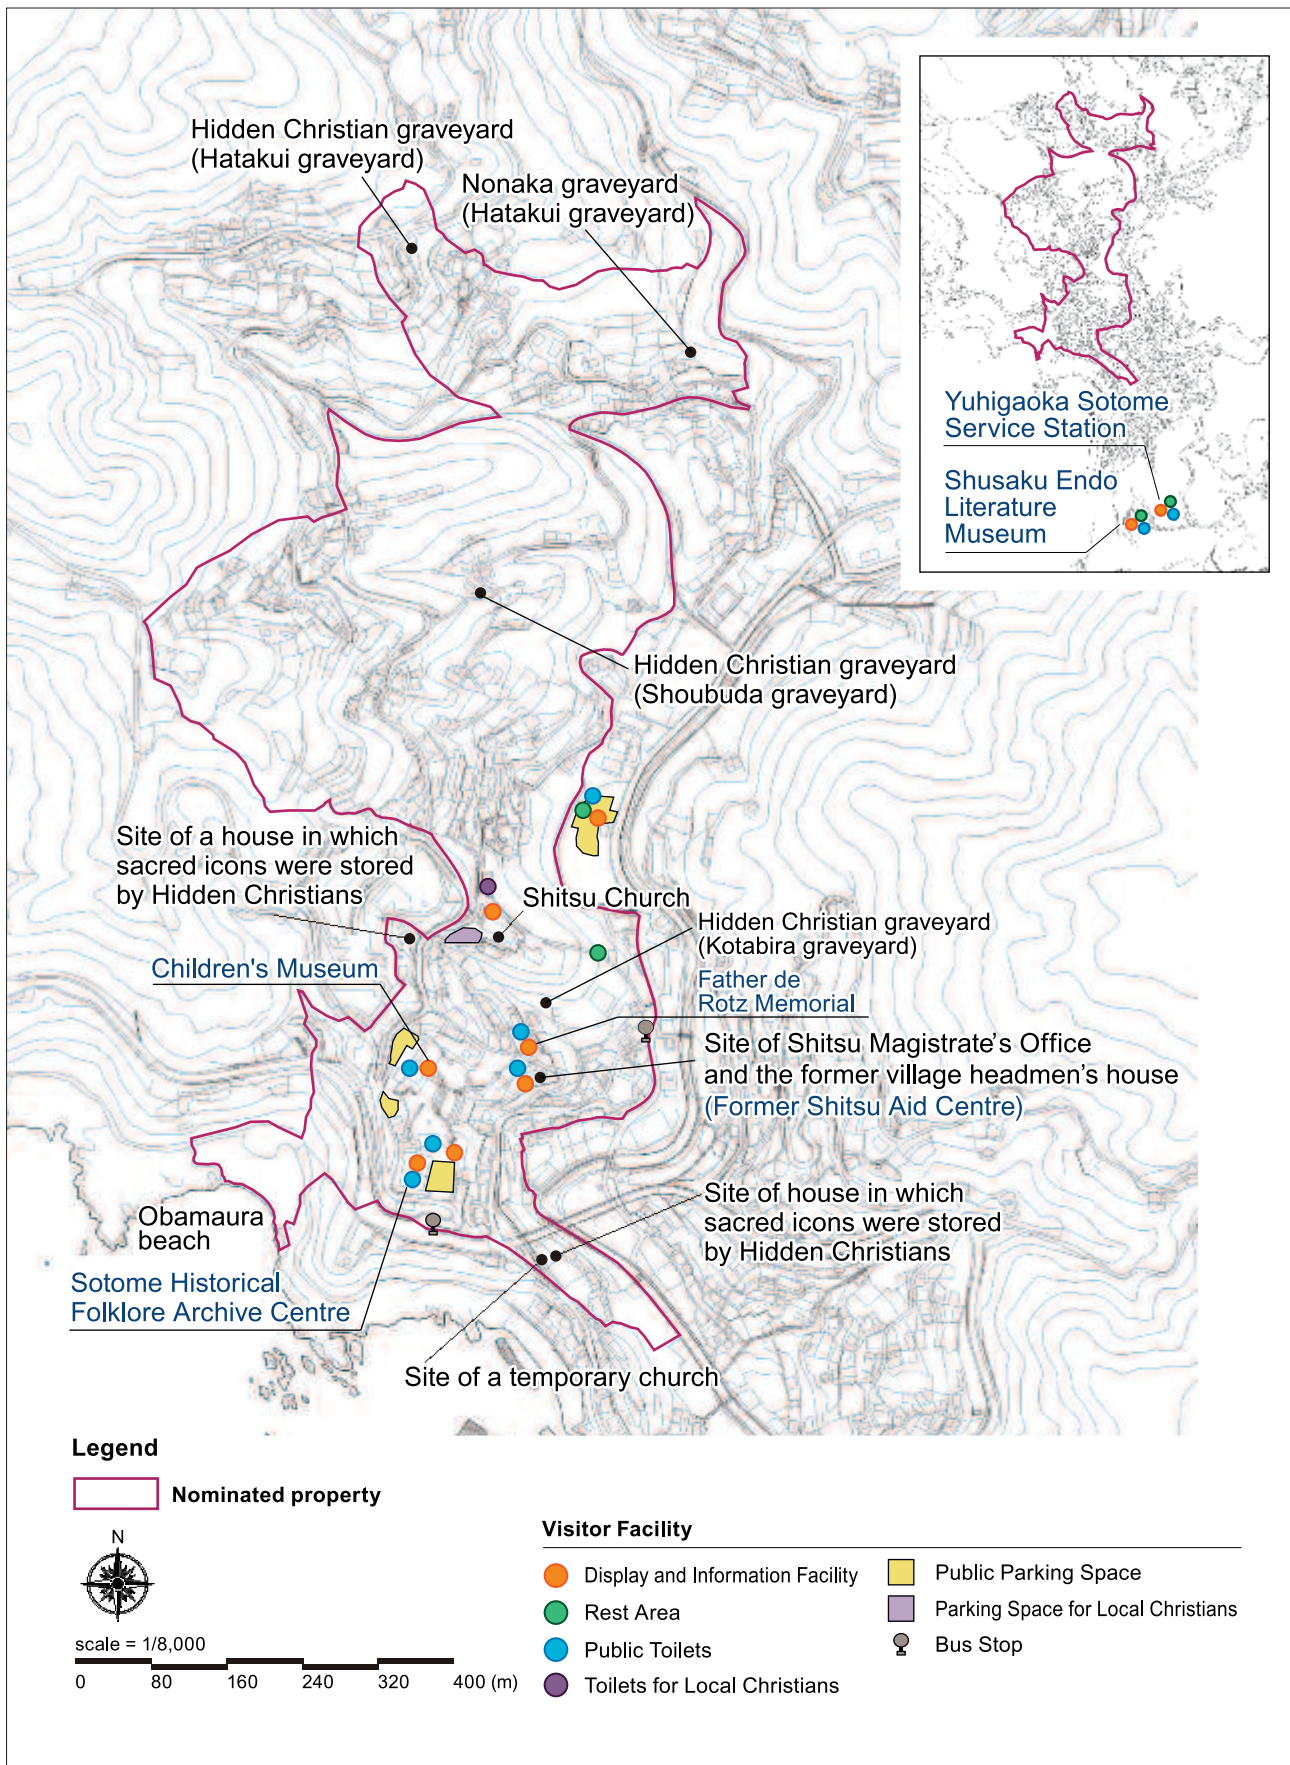 Hidden Christian graveyard
(Hatakui graveyard)
Nonaka graveyard
(Hatakui graveyard)
Yuhigaoka Sotome
Service Station
Shusaku Endo
Literature
Museum
Hidden Christian graveyard
(Shoubuda graveyard)
Site of a house in which
sacred icons were stored
by Hidden Christians
Shitsu Church
Hidden Christian graveyard
(Kotabira graveyard)
Children's Museum
Father de
Rotz Memorial
Site of Shitsu Magistrate's Office
and the former village headmen's house
(Former Shitsu Aid Centre)
Site of house in which
sacred icons were stored
by Hidden Christians
Obamaura
beach
Sotome Historical
Folklore Archive Centre
Site of a temporary church
Legend
Nominated property
N
scale = 1/8,000
0 80 160 240 320 400 (m)
Visitor Facility
Display and Information Facility
Rest Area
Public Toilets
Toilets for Local Christians
Public Parking Space
Parking Space for Local Christians
Bus Stop